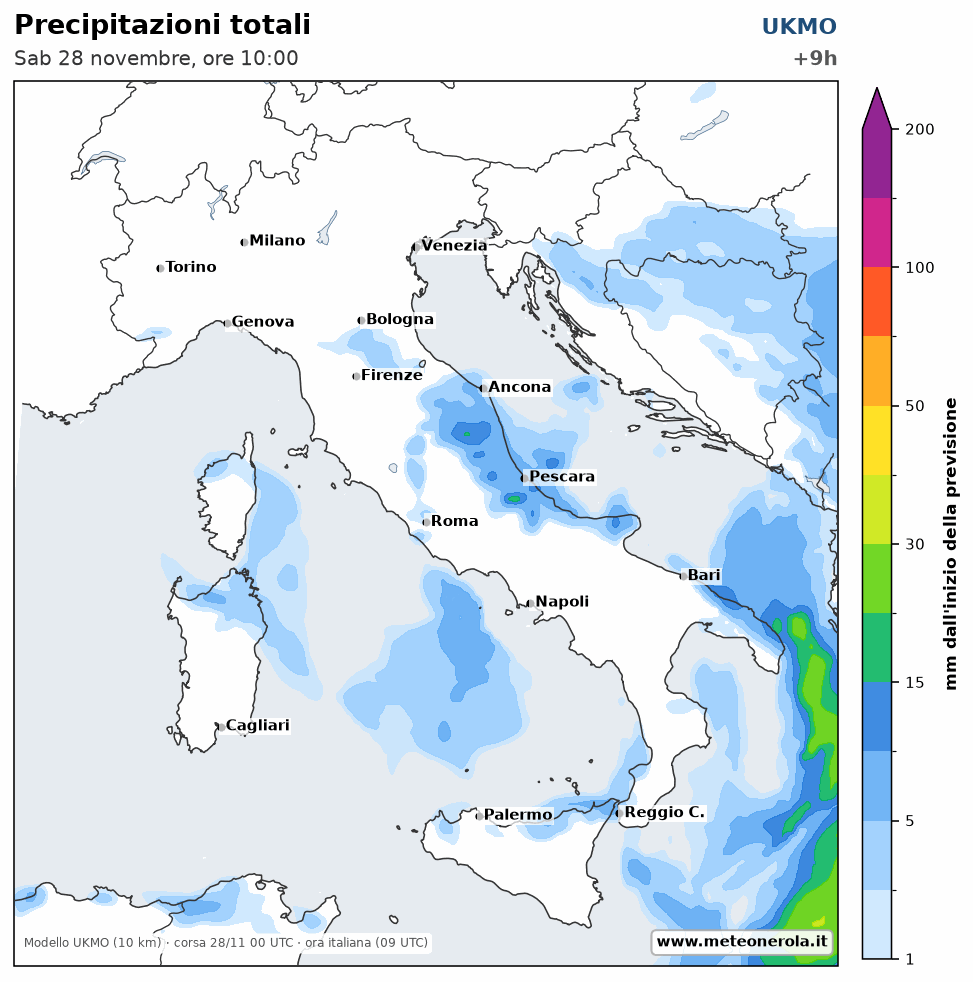 Precipitazioni totali
UKMO
Sab 28 novembre, ore 10:00
+9h
200
100
50
30
15
5
1
mm dall'inizio della previsione
Milano
Venezia
Torino
Genova
Bologna
Firenze
Ancona
Pescara
Roma
Bari
Napoli
Cagliari
Palermo
Reggio C.
Modello UKMO (10 km) · corsa 28/11 00 UTC · ora italiana (09 UTC)
www.meteonerola.it